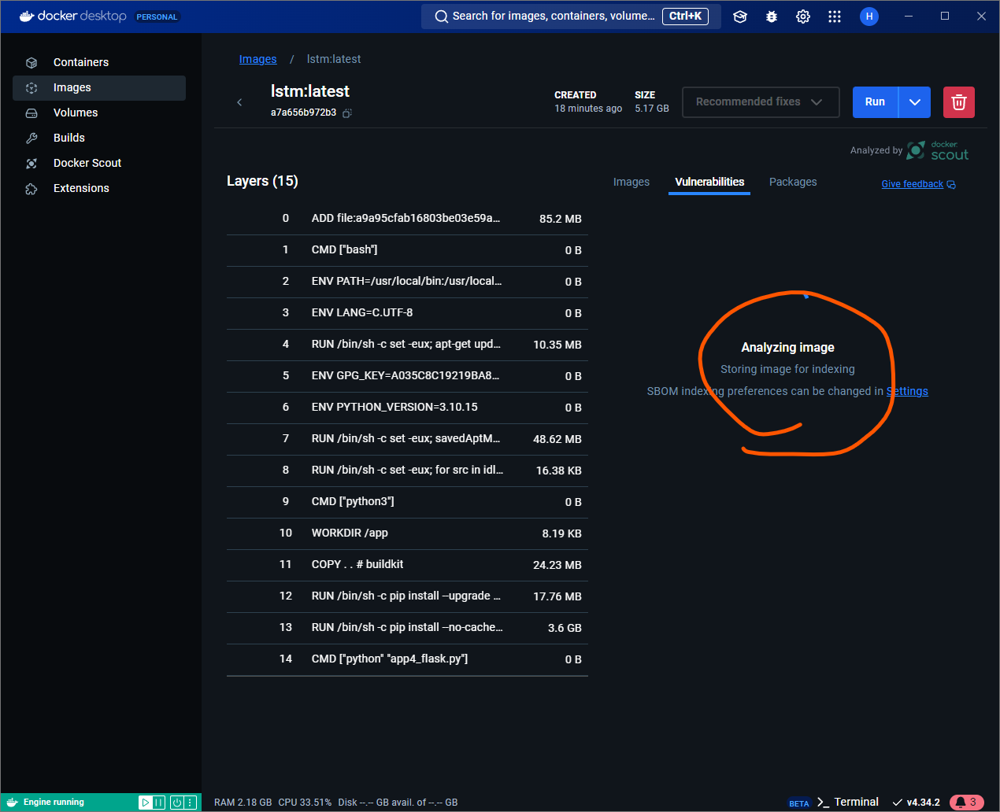 docker desktop PERSONAL
Search for images, containers, volume... Ctrl+K
H
Containers
Images
Volumes
Builds
Docker Scout
Extensions
Images / lstm:latest
lstm:latest
a7a656b972b3
CREATED
18 minutes ago
SIZE
5.17 GB
Recommended fixes
Run
Analyzed by docker scout
Layers (15)
Images Vulnerabilities Packages
Give feedback
0 ADD file:a9a95cfab16803be03e59a... 85.2 MB
1 CMD ["bash"] 0 B
2 ENV PATH=/usr/local/bin:/usr/local... 0 B
3 ENV LANG=C.UTF-8 0 B
4 RUN /bin/sh -c set -eux; apt-get upd... 10.35 MB
5 ENV GPG_KEY=A035C8C19219BA8... 0 B
6 ENV PYTHON_VERSION=3.10.15 0 B
7 RUN /bin/sh -c set -eux; savedAptM... 48.62 MB
8 RUN /bin/sh -c set -eux; for src in idl... 16.38 KB
9 CMD ["python3"] 0 B
10 WORKDIR /app 8.19 KB
11 COPY . . # buildkit 24.23 MB
12 RUN /bin/sh -c pip install --upgrade ... 17.76 MB
13 RUN /bin/sh -c pip install --no-cache... 3.6 GB
14 CMD ["python" "app4_flask.py"] 0 B
Analyzing image
Storing image for indexing
SBOM indexing preferences can be changed in Settings
Engine running
RAM 2.18 GB CPU 33.51% Disk --.-- GB avail. of --.-- GB
BETA >_ Terminal v4.34.2 3